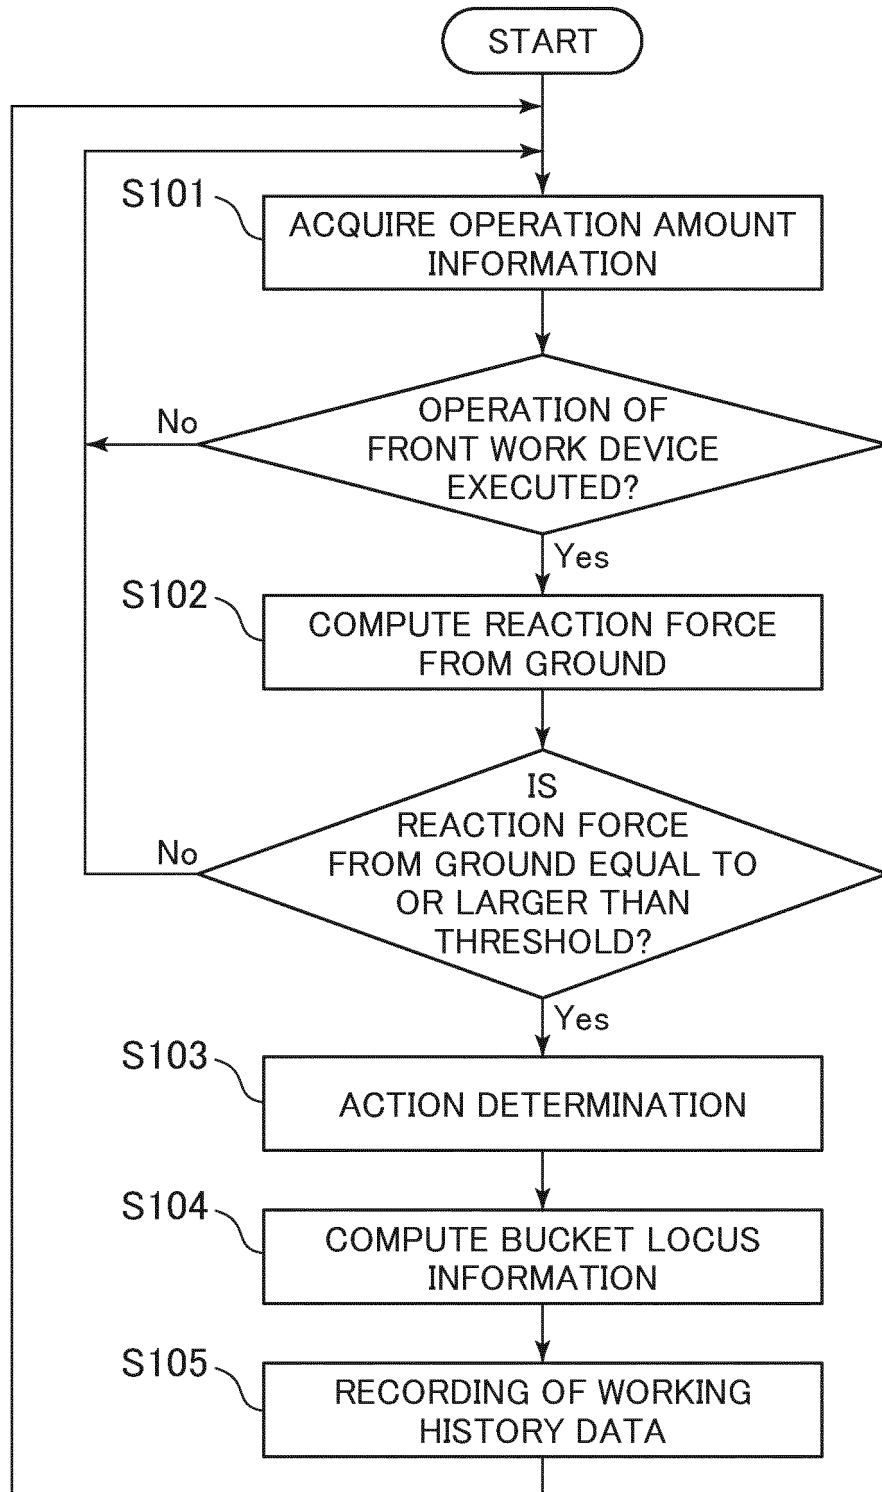 START
S101
ACQUIRE OPERATION AMOUNT
INFORMATION
OPERATION OF
FRONT WORK DEVICE
EXECUTED?
No
Yes
S102
COMPUTE REACTION FORCE
FROM GROUND
IS
REACTION FORCE
FROM GROUND EQUAL TO
OR LARGER THAN
THRESHOLD?
No
Yes
S103
ACTION DETERMINATION
S104
COMPUTE BUCKET LOCUS
INFORMATION
S105
RECORDING OF WORKING
HISTORY DATA